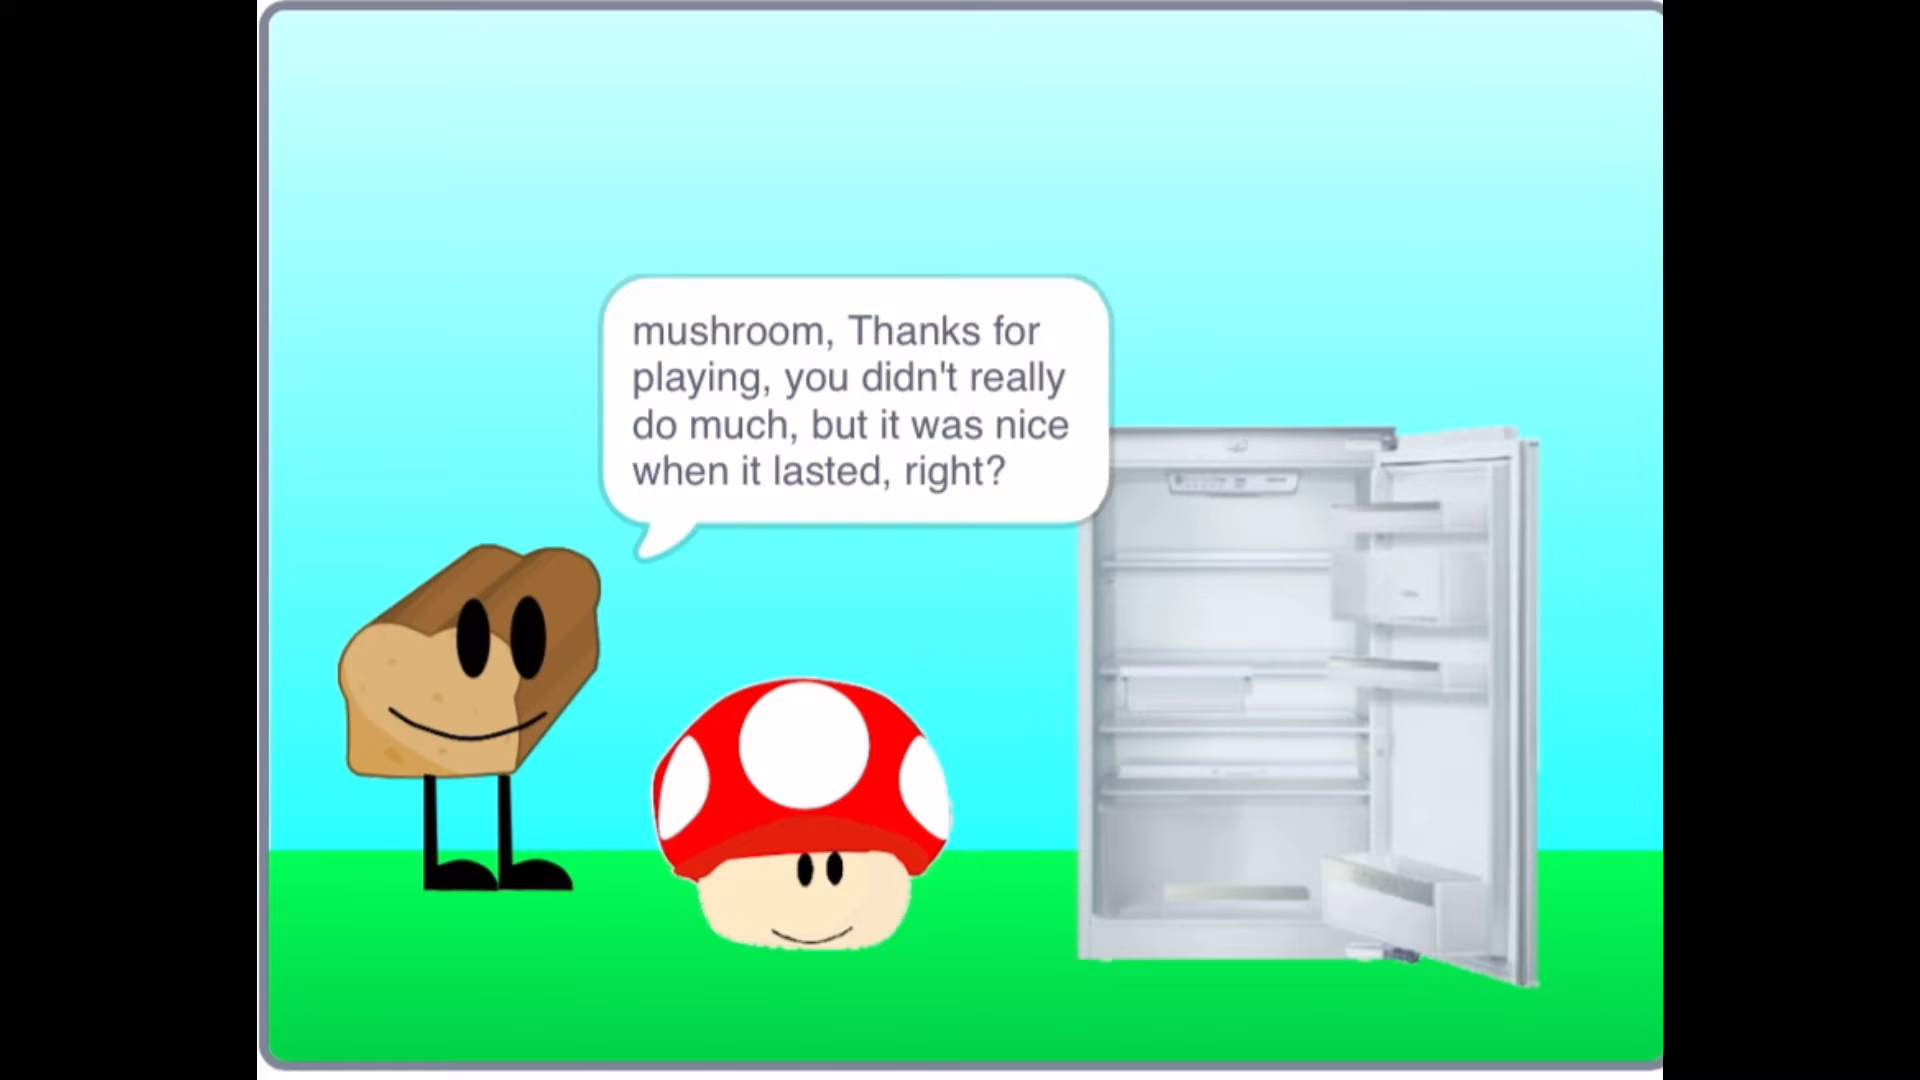 mushroom, Thanks for
playing, you didn't really
do much, but it was nice
when it lasted, right?